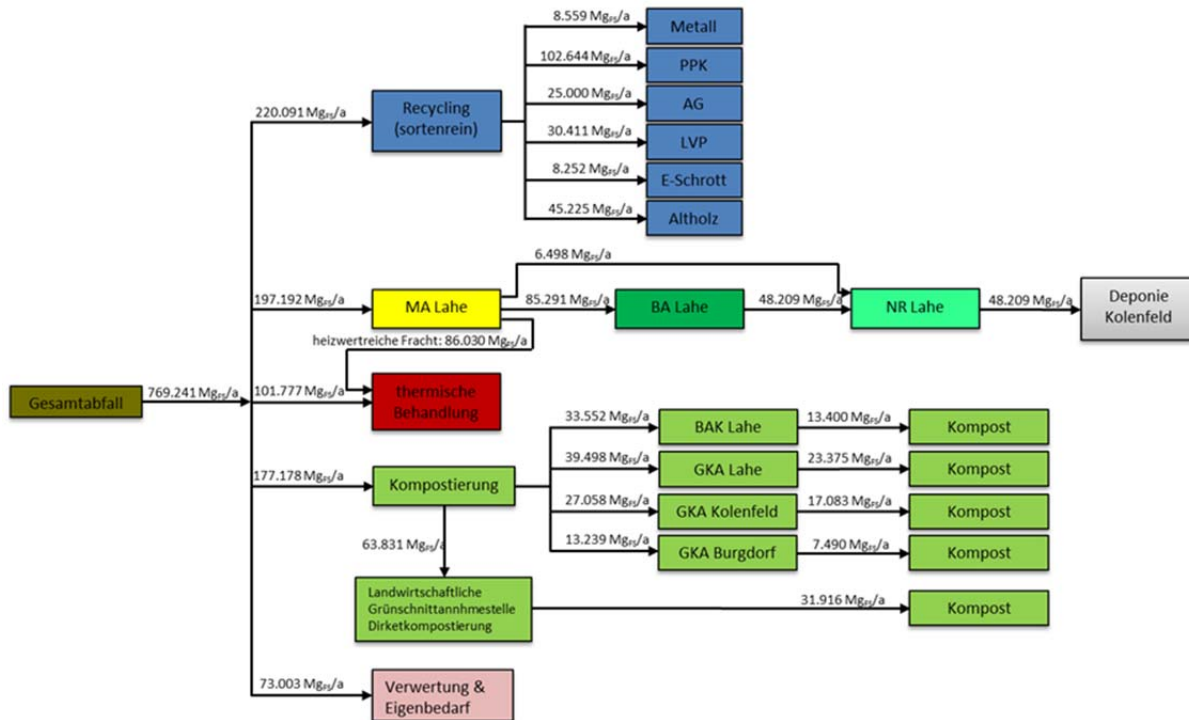 8.559 Mg_FS/a
Metall
102.644 Mg_FS/a
PPK
220.091 Mg_FS/a
Recycling
(sortenrein)
25.000 Mg_FS/a
AG
30.411 Mg_FS/a
LVP
8.252 Mg_FS/a
E-Schrott
45.225 Mg_FS/a
Altholz
6.498 Mg_FS/a
197.192 Mg_FS/a
MA Lahe
85.291 Mg_FS/a
BA Lahe
48.209 Mg_FS/a
NR Lahe
48.209 Mg_FS/a
Deponie
Kolenfeld
heizwertreiche Fracht: 86.030 Mg_FS/a
Gesamtabfall
769.241 Mg_FS/a
101.777 Mg_FS/a
thermische
Behandlung
33.552 Mg_FS/a
BAK Lahe
13.400 Mg_FS/a
Kompost
39.498 Mg_FS/a
GKA Lahe
23.375 Mg_FS/a
Kompost
177.178 Mg_FS/a
Kompostierung
27.058 Mg_FS/a
GKA Kolenfeld
17.083 Mg_FS/a
Kompost
13.239 Mg_FS/a
GKA Burgdorf
7.490 Mg_FS/a
Kompost
63.831 Mg_FS/a
Landwirtschaftliche
Grünschnittannhmestelle
Dirketkompostierung
31.916 Mg_FS/a
Kompost
73.003 Mg_FS/a
Verwertung &
Eigenbedarf